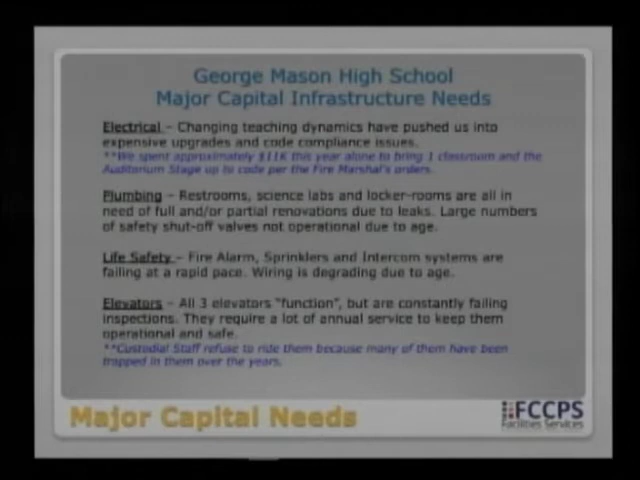 George Mason High School
Major Capital Infrastructure Needs
Electrical – Changing teaching dynamics have pushed us into
expensive upgrades and code compliance issues.
**We spent approximately $11K this year alone to bring 1 classroom and the
Auditorium Stage up to code per the Fire Marshal's orders.
Plumbing – Restrooms, science labs and locker-rooms are all in
need of full and/or partial renovations due to leaks. Large numbers
of safety shut-off valves not operational due to age.
Life Safety – Fire Alarm, Sprinklers and Intercom systems are
failing at a rapid pace. Wiring is degrading due to age.
Elevators – All 3 elevators "function", but are constantly failing
inspections. They require a lot of annual service to keep them
operational and safe.
**Custodial Staff refuse to ride them because many of them have been
trapped in them over the years.
Major Capital Needs
FCCPS
Facilities Services